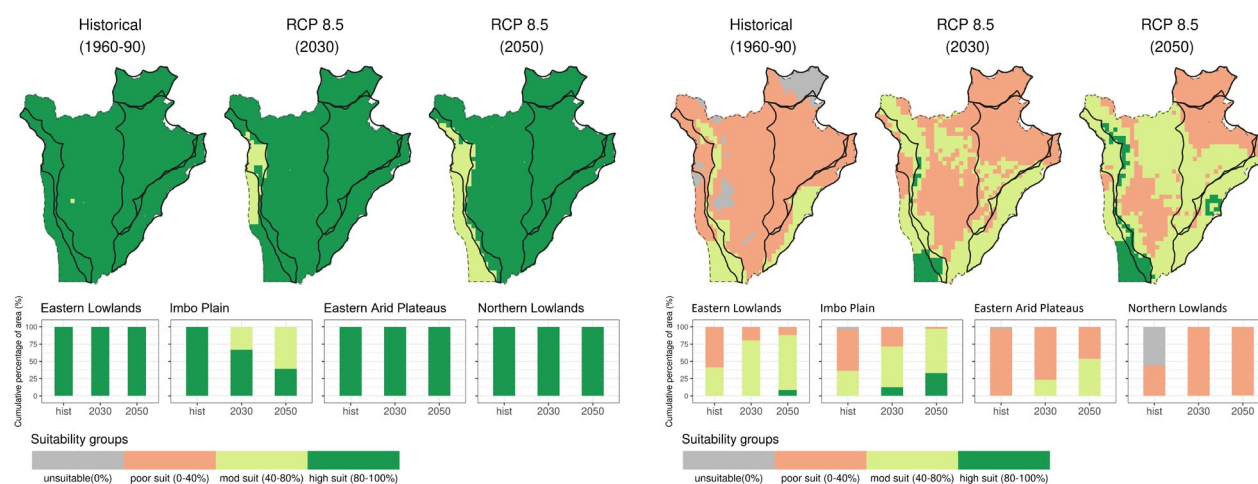 Historical
(1960-90)
RCP 8.5
(2030)
RCP 8.5
(2050)
Eastern Lowlands
Imbo Plain
Eastern Arid Plateaus
Northern Lowlands
Cumulative percentage of area (%)
100
75
50
25
0
hist 2030 2050
hist 2030 2050
hist 2030 2050
hist 2030 2050
Suitability groups
unsuitable(0%)
poor suit (0-40%)
mod suit (40-80%)
high suit (80-100%)
Historical
(1960-90)
RCP 8.5
(2030)
RCP 8.5
(2050)
Eastern Lowlands
Imbo Plain
Eastern Arid Plateaus
Northern Lowlands
Cumulative percentage of area (%)
100
75
50
25
0
hist 2030 2050
hist 2030 2050
hist 2030 2050
hist 2030 2050
Suitability groups
unsuitable(0%)
poor suit (0-40%)
mod suit (40-80%)
high suit (80-100%)